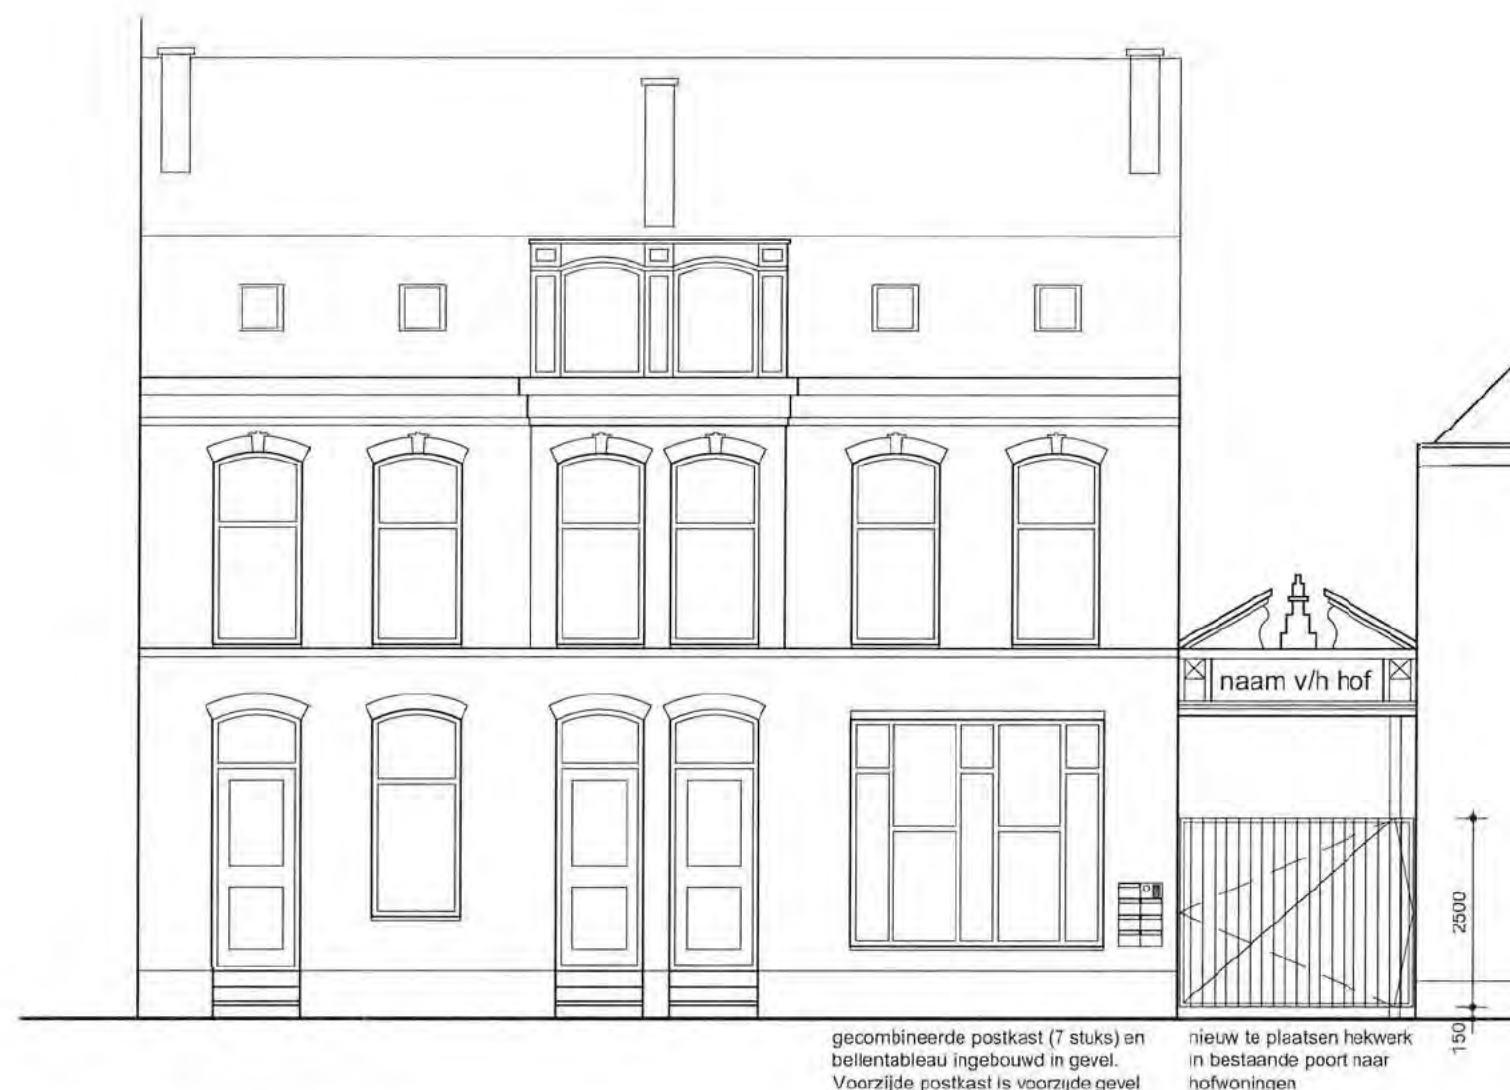 naam v/h hof
2500
150
gecombineerde postkast (7 stuks) en
bellentableau ingebouwd in gevel.
Voorzijde postkast is voorzijde gevel
nieuw te plaatsen hekwerk
in bestaande poort naar
hofwoningen